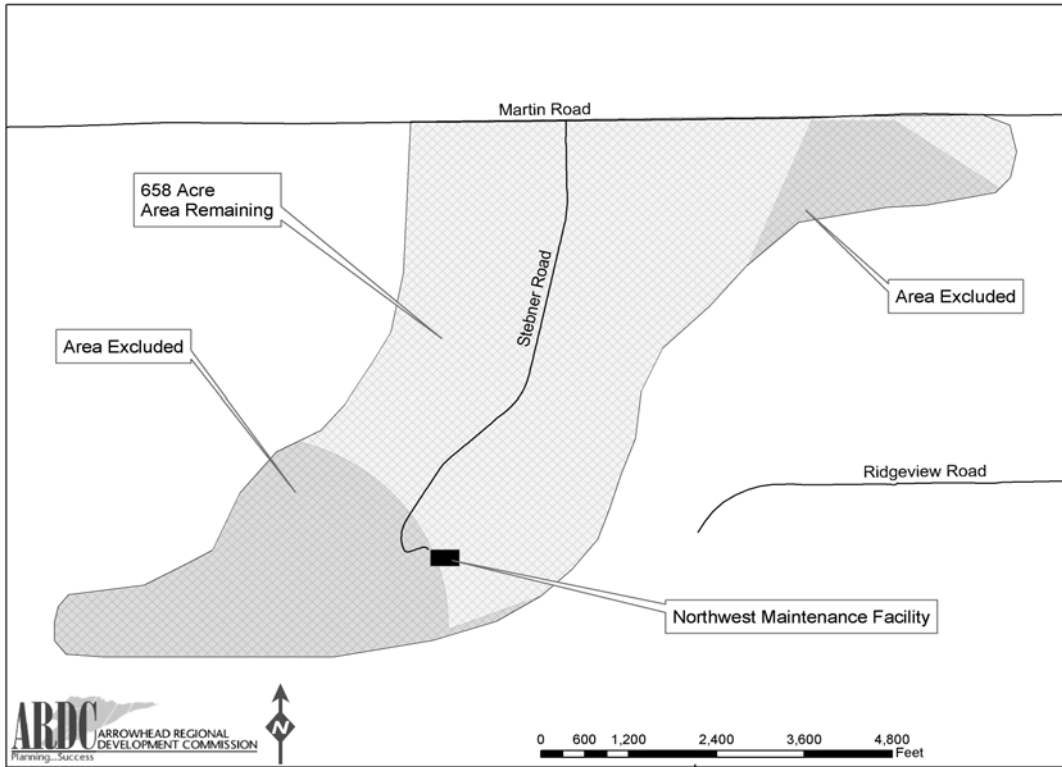 Martin Road
658 Acre
Area Remaining
Stebner Road
Area Excluded
Area Excluded
Ridgeview Road
Northwest Maintenance Facility
ARDC
ARROWHEAD REGIONAL
DEVELOPMENT COMMISSION
Planning...Success
N
0 600 1,200 2,400 3,600 4,800
Feet